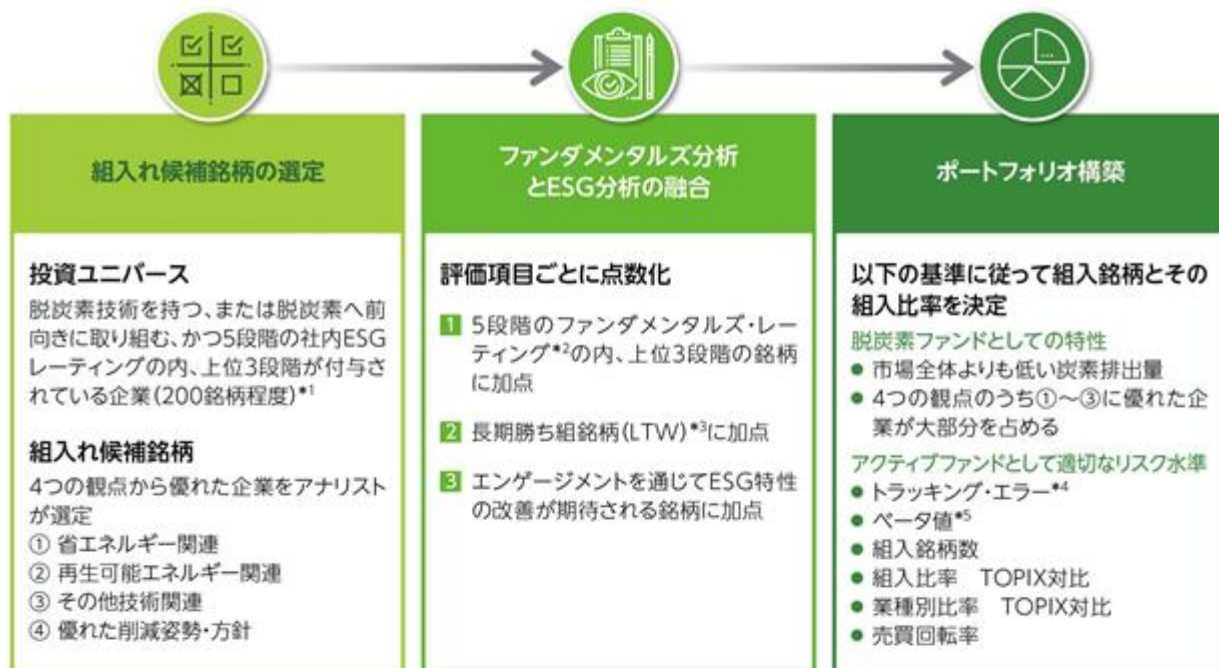 組入れ候補銘柄の選定
投資ユニバース
脱炭素技術を持つ、または脱炭素へ前
向きに取り組む、かつ5段階の社内ESG
レーティングの内、上位3段階が付与さ
れている企業(200銘柄程度)*1
組入れ候補銘柄
4つの観点から優れた企業をアナリスト
が選定
① 省エネルギー関連
② 再生可能エネルギー関連
③ その他技術関連
④ 優れた削減姿勢・方針
ファンダメンタルズ分析
とESG分析の融合
評価項目ごとに点数化
1 5段階のファンダメンタルズ・レー
ティング*2の内、上位3段階の銘柄
に加点
2 長期勝ち組銘柄(LTW)*3に加点
3 エンゲージメントを通じてESG特性
の改善が期待される銘柄に加点
ポートフォリオ構築
以下の基準に従って組入銘柄とその
組入比率を決定
脱炭素ファンドとしての特性
● 市場全体よりも低い炭素排出量
● 4つの観点のうち①～③に優れた企
業が大部分を占める
アクティブファンドとして適切なリスク水準
● トラッキング・エラー*4
● ベータ値*5
● 組入銘柄数
● 組入比率　TOPIX対比
● 業種別比率　TOPIX対比
● 売買回転率